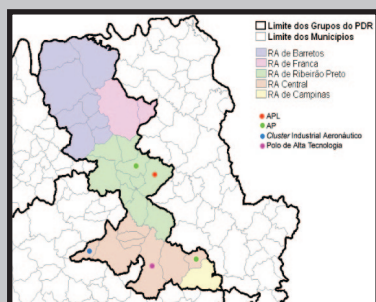 Limite dos Grupos do PDR
Limite dos Municípios
RA de Barretos
RA de Franca
RA de Ribeirão Preto
RA Central
RA de Campinas
APL
AP
Cluster Industrial Aeronáutico
Polo de Alta Tecnologia